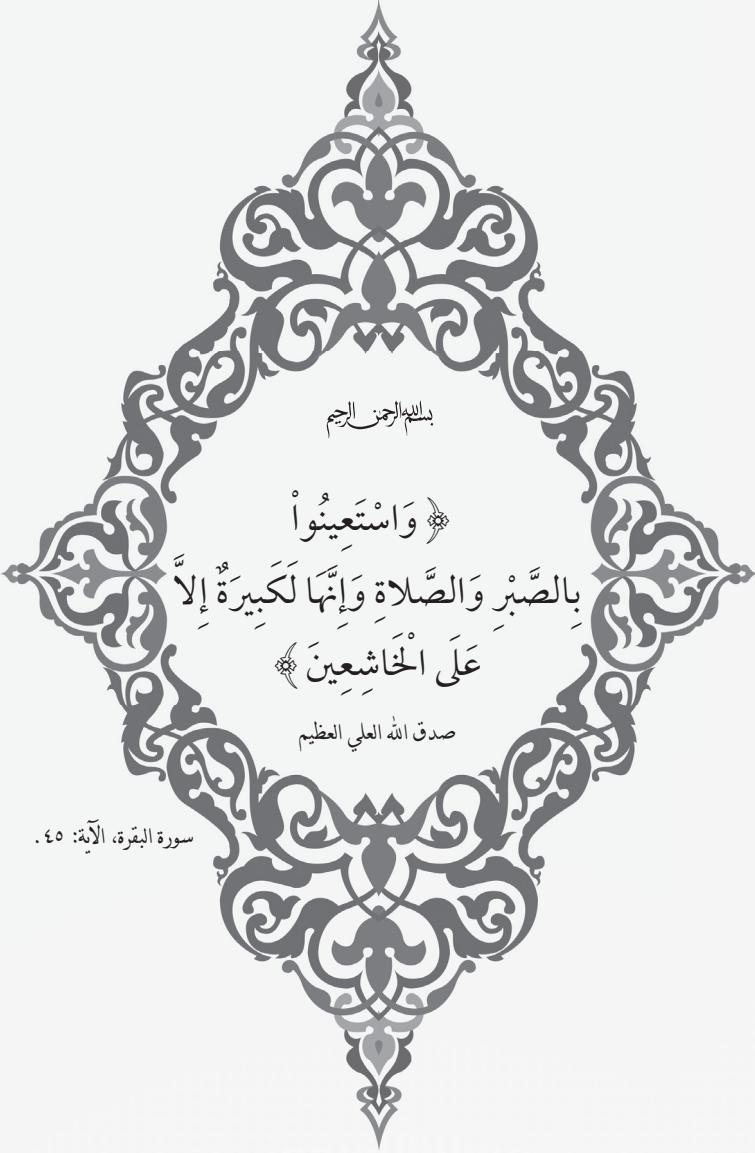 بسم الله الرحمن الرحيم
﴿ وَاسْتَعِينُواْ
بِالصَّبْرِ وَالصَّلاةِ وَإِنَّهَا لَكَبِيرَةٌ إِلاَّ
عَلَى الْخَاشِعِينَ ﴾
صدق الله العلي العظيم
سورة البقرة، الآية: ٤٥.